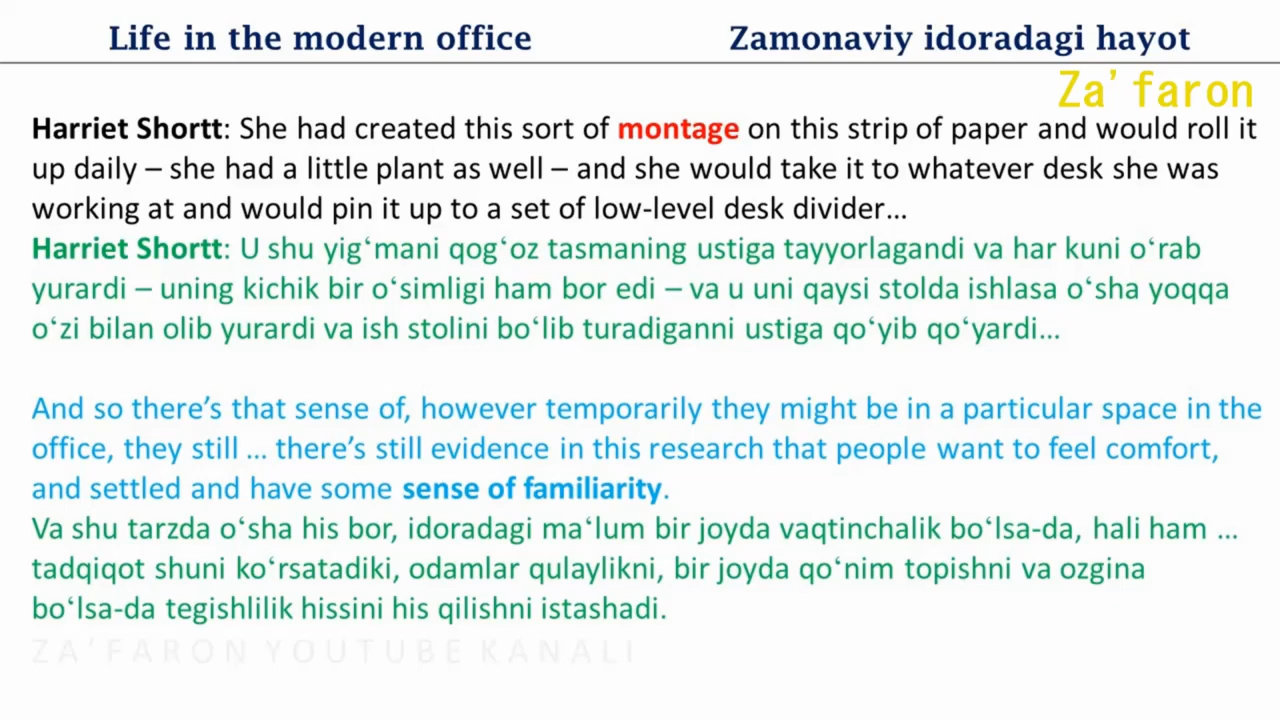 Life in the modern office
Zamonaviy idoradagi hayot
Za'faron
Harriet Shortt: She had created this sort of montage on this strip of paper and would roll it
up daily – she had a little plant as well – and she would take it to whatever desk she was
working at and would pin it up to a set of low-level desk divider…
Harriet Shortt: U shu yig‘mani qog‘oz tasmaning ustiga tayyorlagandi va har kuni o‘rab
yurardi – uning kichik bir o‘simligi ham bor edi – va u uni qaysi stolda ishlasa o‘sha yoqqa
o‘zi bilan olib yurardi va ish stolini bo‘lib turadiganni ustiga qo‘yib qo‘yardi…
And so there’s that sense of, however temporarily they might be in a particular space in the
office, they still … there’s still evidence in this research that people want to feel comfort,
and settled and have some sense of familiarity.
Va shu tarzda o‘sha his bor, idoradagi ma‘lum bir joyda vaqtinchalik bo‘lsa-da, hali ham …
tadqiqot shuni ko‘rsatadiki, odamlar qulaylikni, bir joyda qo‘nim topishni va ozgina
bo‘lsa-da tegishlilik hissini his qilishni istashadi.
ZA’FARON YOUTUBE KANALI